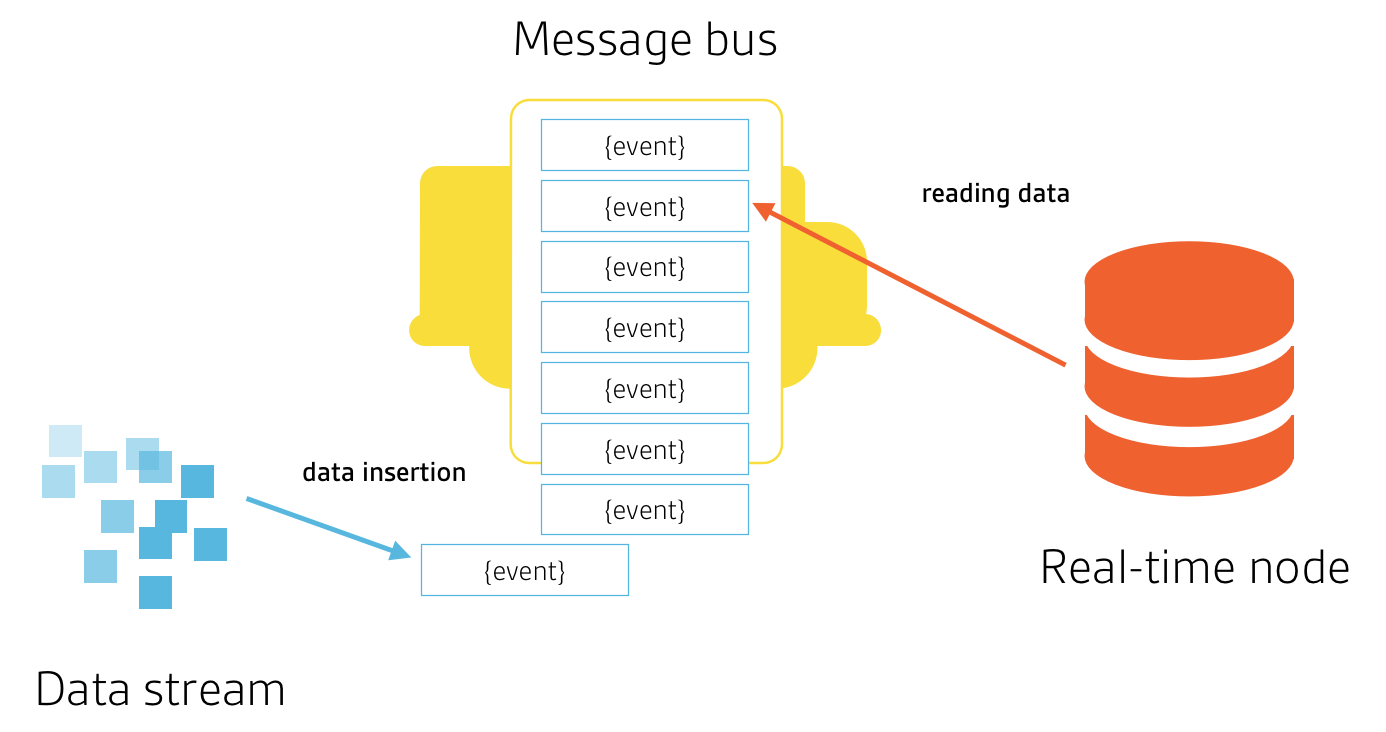 Message bus
{event}
{event}
reading data
{event}
{event}
{event}
{event}
data insertion
{event}
{event}
Real-time node
Data stream